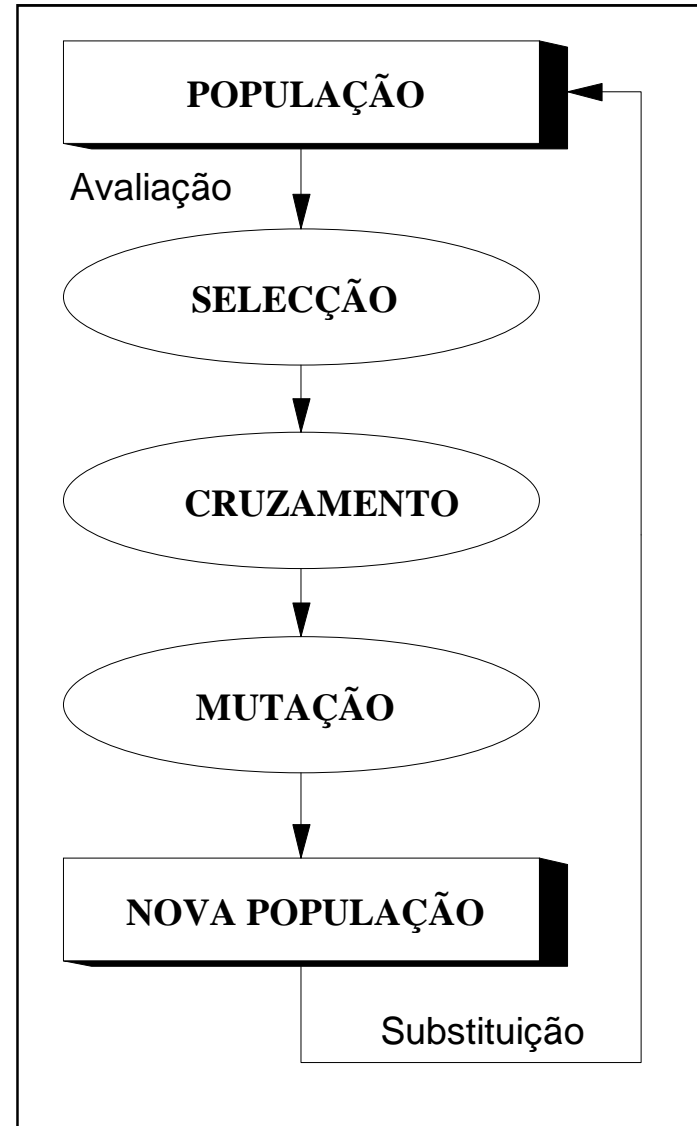 POPULAÇÃO
Avaliação
SELECÇÃO
CRUZAMENTO
MUTAÇÃO
NOVA POPULAÇÃO
Substituição